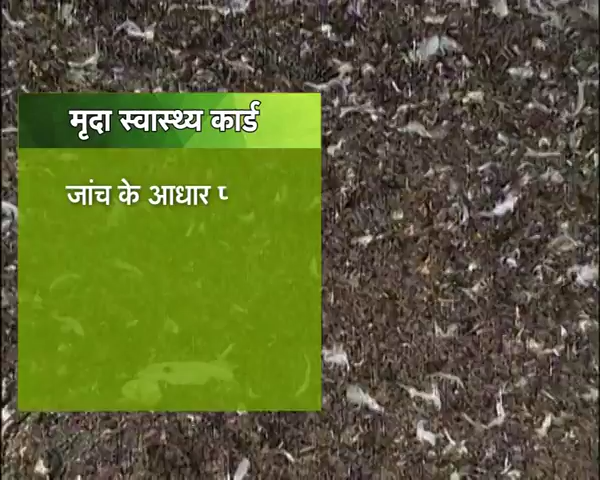 मृदा स्वास्थ्य कार्ड
जांच के आधार